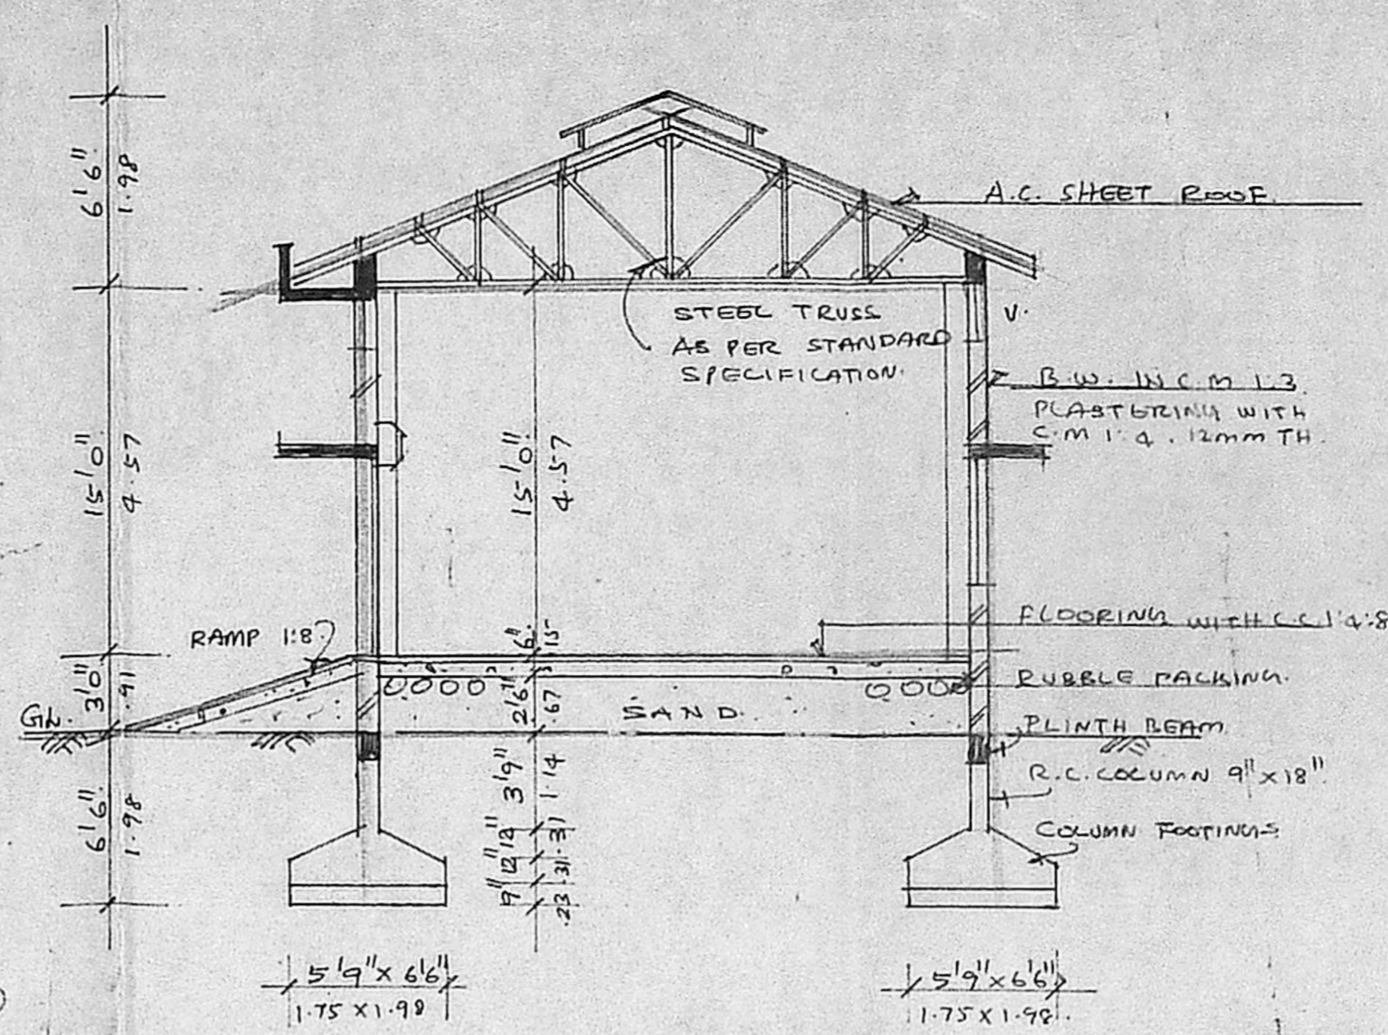 6'6"
1.98
A.C. SHEET ROOF.
STEEL TRUSS
AS PER STANDARD
SPECIFICATION.
V.
B.W. IN C.M 1:3.
PLASTERING WITH
C.M 1:4. 12mm TH.
15'0"
4.57
15'0"
4.57
RAMP 1:8
6"
.15
FLOORING WITH C.C 1:4:8
3'0"
.91
2'6"
.67
RUBBLE PACKING.
GL.
SAND.
PLINTH BEAM
R.C. COLUMN 9"x18"
6'6"
1.98
3'9"
1.14
12"
.31
12"
.31
9"
.23
COLUMN FOOTINGS
5'9"x 6'6"
1.75 x 1.98
5'9"x 6'6"
1.75 x 1.98.